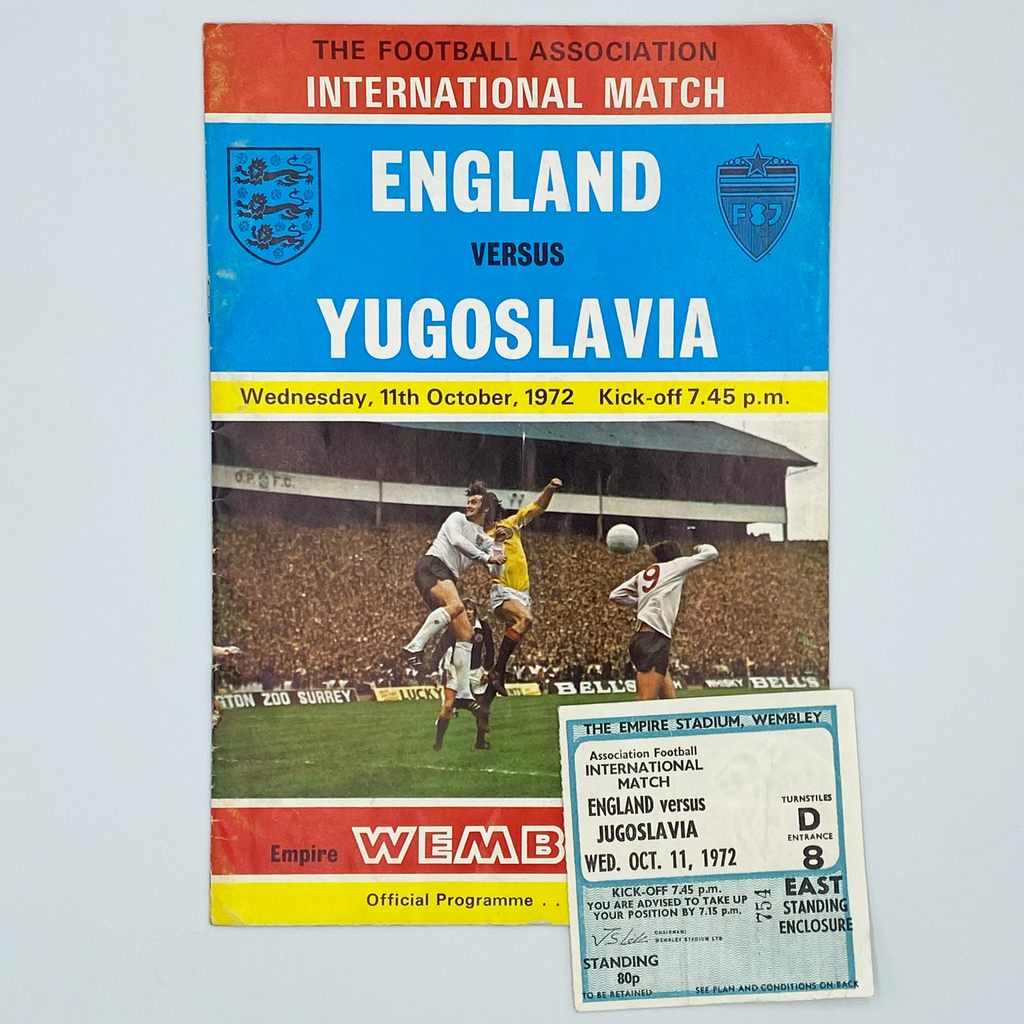 THE FOOTBALL ASSOCIATION
INTERNATIONAL MATCH
ENGLAND
VERSUS
YUGOSLAVIA
FSJ
Wednesday, 11th October, 1972 Kick-off 7.45 p.m.
F.C.
9
TON ZOO SURREY
LUCKY
BELL'S
WHISKY BELL'S
Empire WEMB
Official Programme . .
THE EMPIRE STADIUM, WEMBLEY
Association Football
INTERNATIONAL
MATCH
ENGLAND versus
JUGOSLAVIA
WED. OCT. 11, 1972
TURNSTILES
D
ENTRANCE
8
KICK-OFF 7.45 p.m.
YOU ARE ADVISED TO TAKE UP
YOUR POSITION BY 7.15 p.m.
754
EAST
STANDING
ENCLOSURE
CHAIRMAN:
WEMBLEY STADIUM LTD
STANDING
80p
TO BE RETAINED
SEE PLAN AND CONDITIONS ON BACK